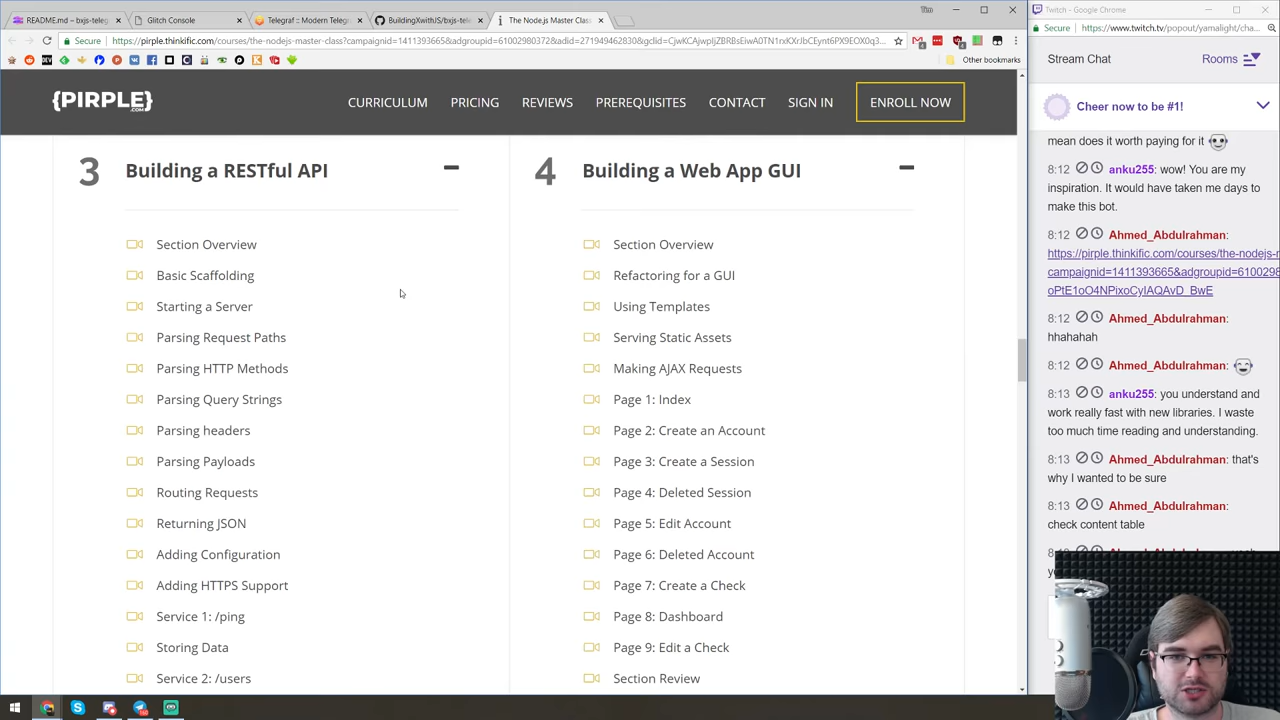 README.md – bxjs-teleg
Glitch Console
Telegraf :: Modern Telegra
BuildingXwithJS/bxjs-tele
The Node.js Master Class
Tim
Twitch - Google Chrome
Secure
https://pirple.thinkific.com/courses/the-nodejs-master-class?campaignid=1411393665&adgroupid=61002980372&adid=271949462830&gclid=
Secure
https://www.twitch.tv/popout/yamalight/cha...
Other bookmarks
{PIRPLE}
.COM
CURRICULUM
PRICING
REVIEWS
PREREQUISITES
CONTACT
SIGN IN
ENROLL NOW
3 Building a RESTful API
Section Overview
Basic Scaffolding
Starting a Server
Parsing Request Paths
Parsing HTTP Methods
Parsing Query Strings
Parsing headers
Parsing Payloads
Routing Requests
Returning JSON
Adding Configuration
Adding HTTPS Support
Service 1: /ping
Storing Data
Service 2: /users
4 Building a Web App GUI
Section Overview
Refactoring for a GUI
Using Templates
Serving Static Assets
Making AJAX Requests
Page 1: Index
Page 2: Create an Account
Page 3: Create a Session
Page 4: Deleted Session
Page 5: Edit Account
Page 6: Deleted Account
Page 7: Create a Check
Page 8: Dashboard
Page 9: Edit a Check
Section Review
Stream Chat
Rooms
Cheer now to be #1!
mean does it worth paying for it
8:12 anku255: wow! You are my
inspiration. It would have taken me days to
make this bot.
8:12 Ahmed_Abdulrahman:
https://pirple.thinkific.com/courses/the-nodejs-
campaignid=1411393665&adgroupid=610029
oPtE1oO4NPixoCyIAQAvD_BwE
8:12 Ahmed_Abdulrahman:
hhahahah
8:12 Ahmed_Abdulrahman:
8:13 anku255: you understand and
work really fast with new libraries. I waste
too much time reading and understanding.
8:13 Ahmed_Abdulrahman: that's
why I wanted to be sure
8:13 Ahmed_Abdulrahman:
check content table